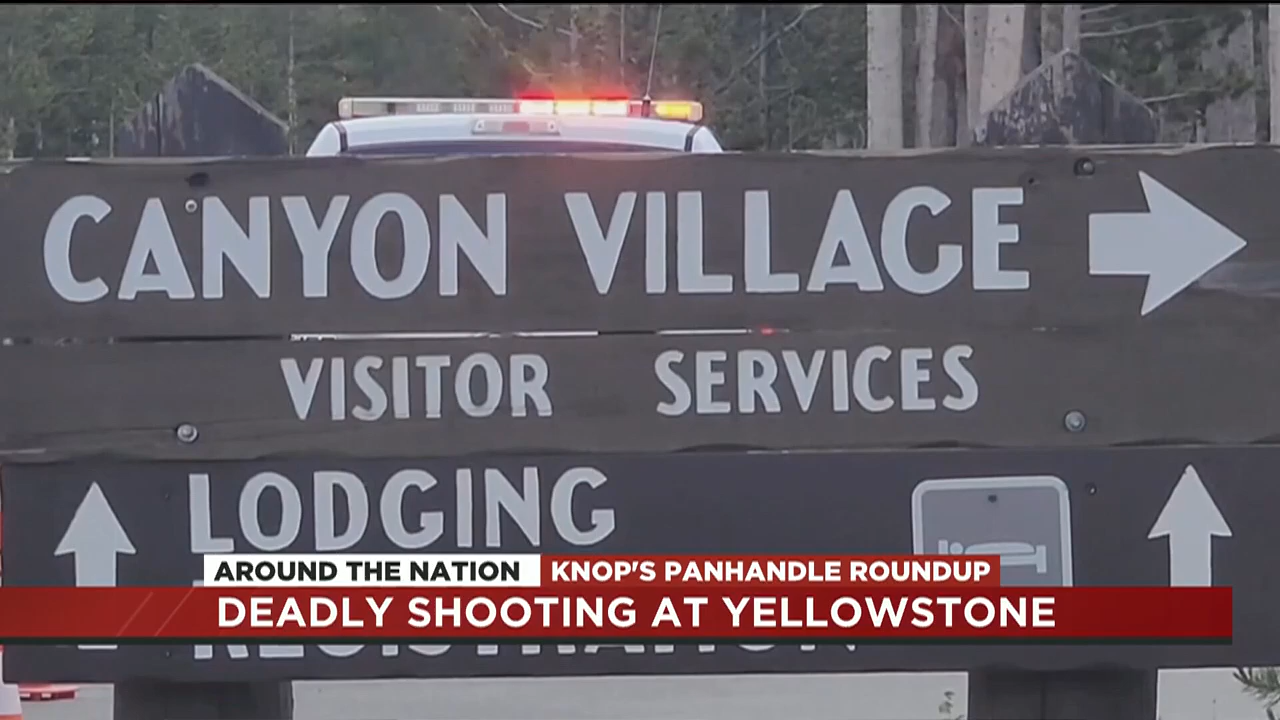 CANYON VILLAGE
VISITOR SERVICES
LODGING
AROUND THE NATION KNOP'S PANHANDLE ROUNDUP
DEADLY SHOOTING AT YELLOWSTONE